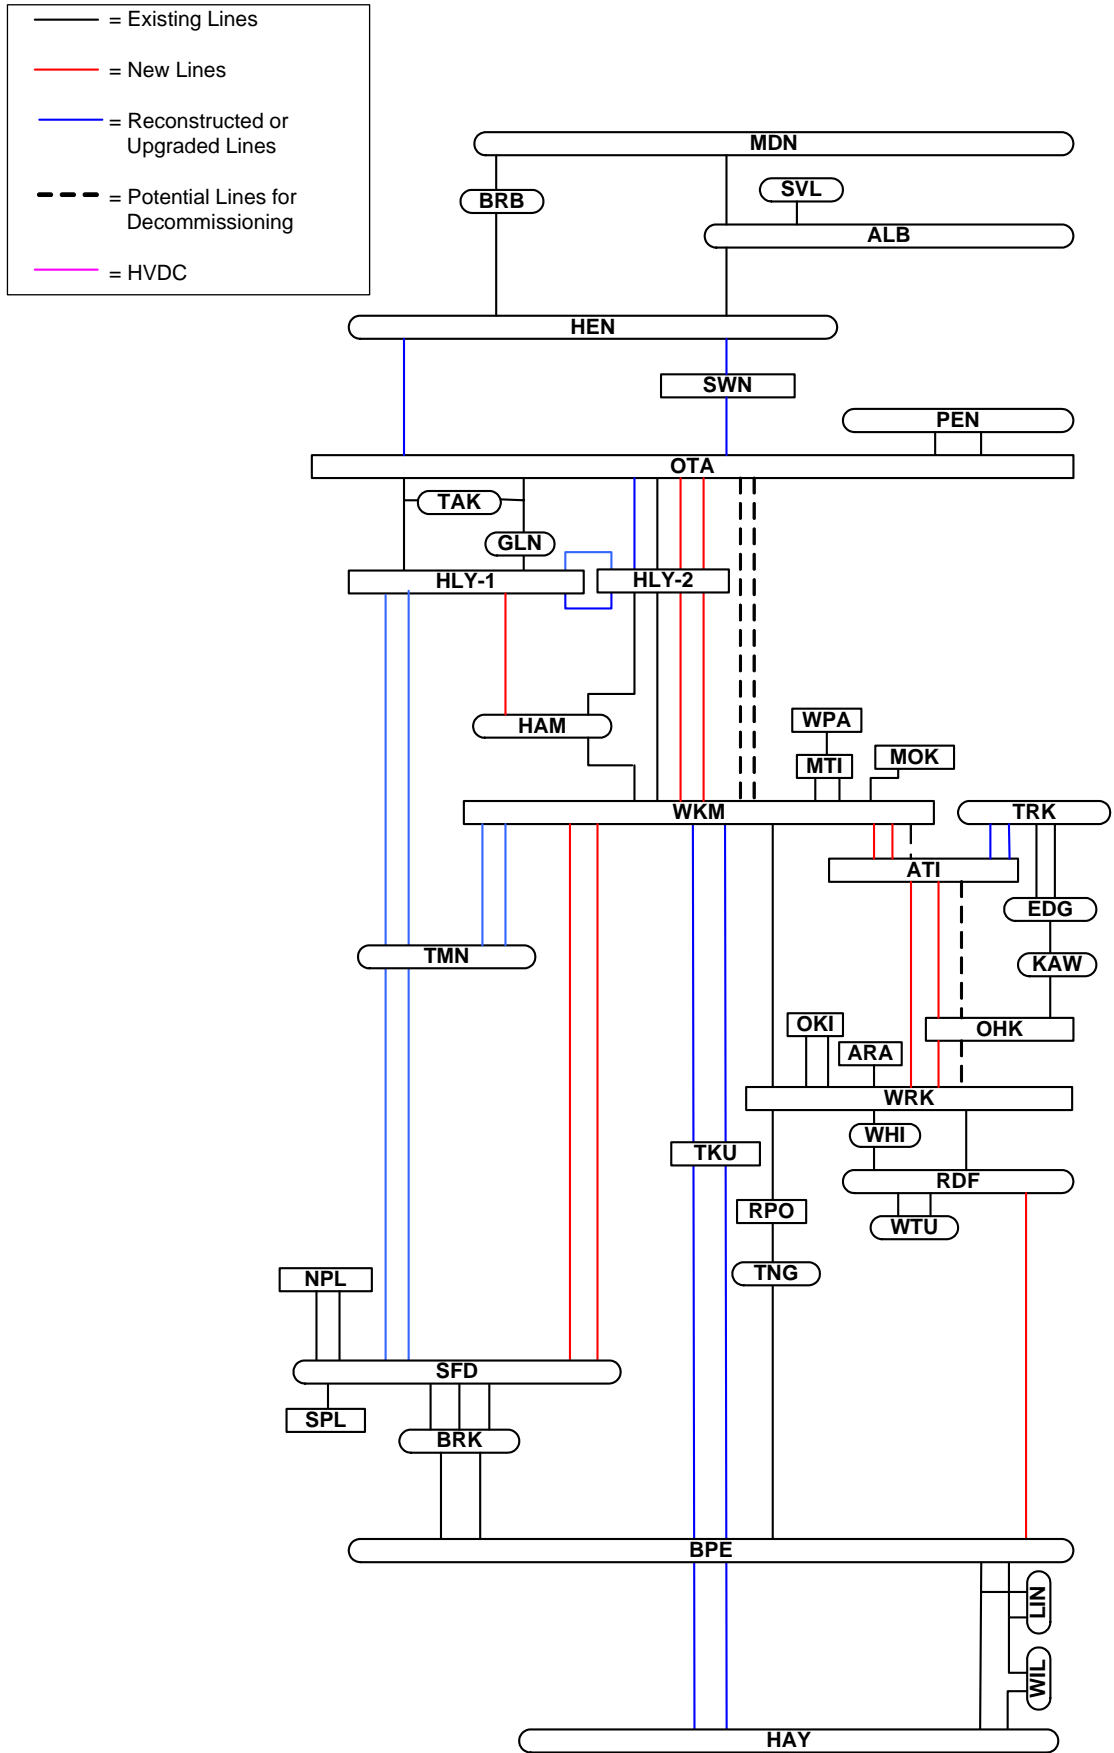 = Existing Lines
= New Lines
= Reconstructed or
Upgraded Lines
= Potential Lines for
Decommissioning
= HVDC
MDN
SVL
BRB
ALB
HEN
SWN
PEN
OTA
TAK
GLN
HLY-1
HLY-2
HAM
WPA
MTI
MOK
WKM
TRK
ATI
EDG
TMN
KAW
OKI
OHK
ARA
WRK
WHI
TKU
RDF
RPO
WTU
TNG
NPL
SFD
SPL
BRK
BPE
LIN
WIL
HAY